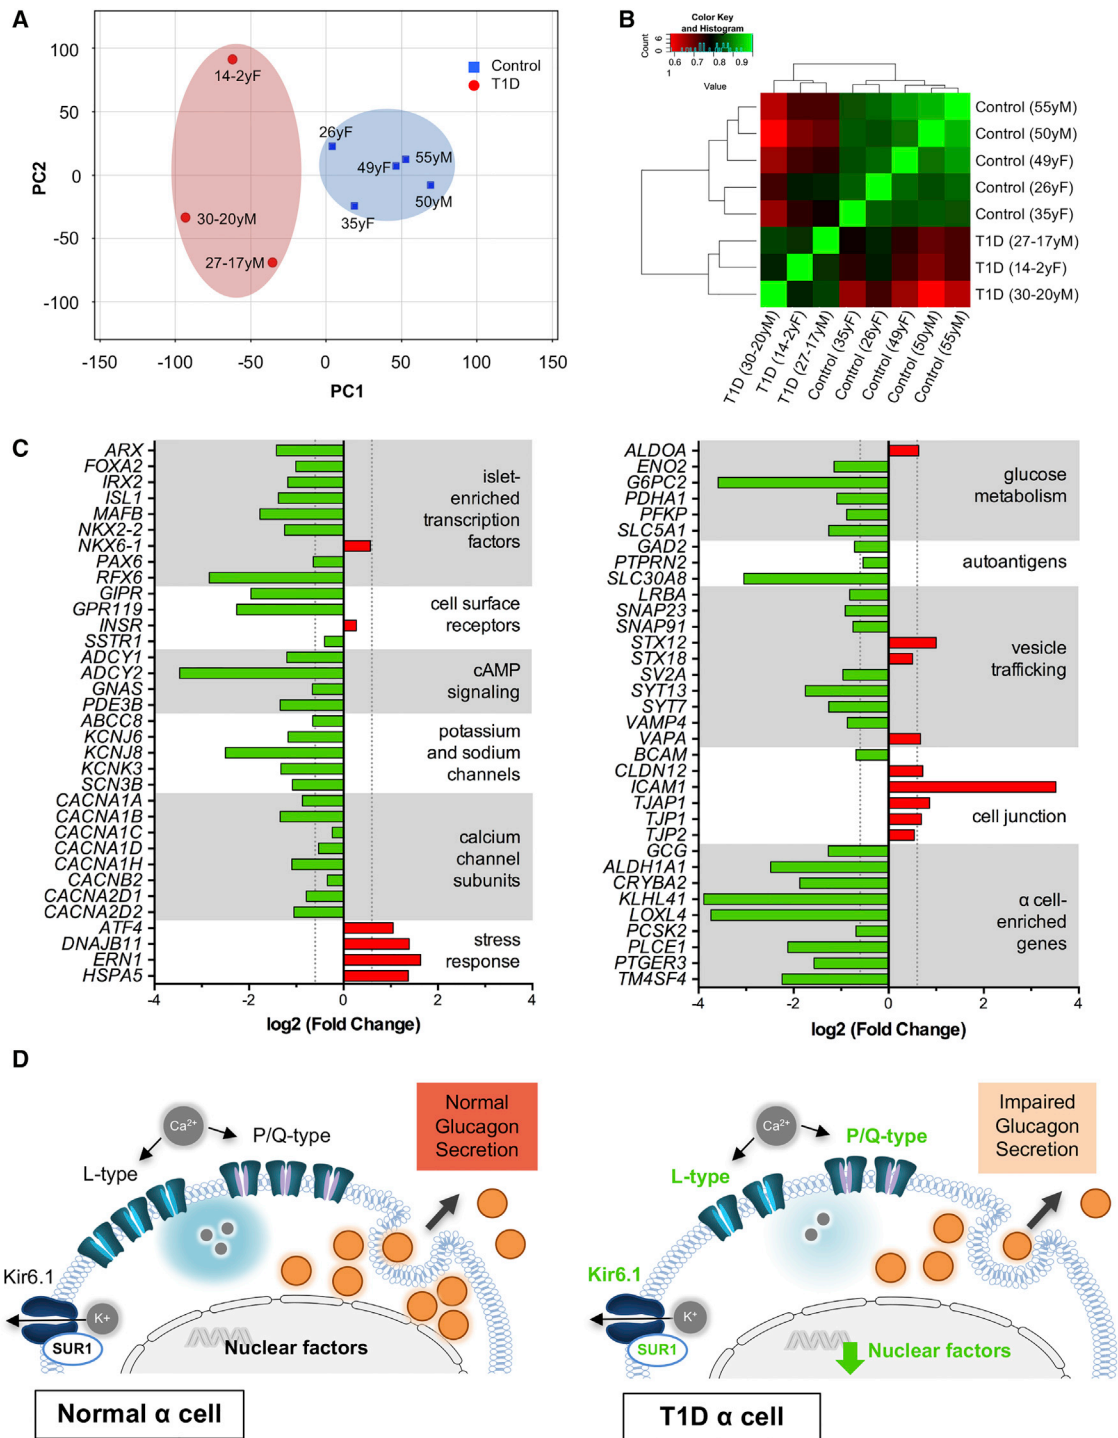 A
100
50
0
-50
-100
PC2
14-2yF
30-20yM
27-17yM
26yF
49yF
55yM
50yM
35yF
Control
T1D
-150
-100
-50
0
50
100
150
PC1
B
Color Key
and Histogram
Count
0 3 6
0.6 0.7 0.8 0.9
1
Value
Control (55yM)
Control (50yM)
Control (49yF)
Control (26yF)
Control (35yF)
T1D (27-17yM)
T1D (14-2yF)
T1D (30-20yM)
T1D (30-20yM)
T1D (14-2yF)
T1D (27-17yM)
Control (35yF)
Control (26yF)
Control (49yF)
Control (50yM)
Control (55yM)
C
ARX
FOXA2
IRX2
ISL1
MAFB
NKX2-2
NKX6-1
PAX6
RFX6
GIPR
GPR119
INSR
SSTR1
ADCY1
ADCY2
GNAS
PDE3B
ABCC8
KCNJ6
KCNJ8
KCNK3
SCN3B
CACNA1A
CACNA1B
CACNA1C
CACNA1D
CACNA1H
CACNB2
CACNA2D1
CACNA2D2
ATF4
DNAJB11
ERN1
HSPA5
islet-
enriched
transcription
factors
cell surface
receptors
cAMP
signaling
potassium
and sodium
channels
calcium
channel
subunits
stress
response
-4
-2
0
2
4
log2 (Fold Change)
ALDOA
ENO2
G6PC2
PDHA1
PFKP
SLC5A1
GAD2
PTPRN2
SLC30A8
LRBA
SNAP23
SNAP91
STX12
STX18
SV2A
SYT13
SYT7
VAMP4
VAPA
BCAM
CLDN12
ICAM1
TJAP1
TJP1
TJP2
GCG
ALDH1A1
CRYBA2
KLHL41
LOXL4
PCSK2
PLCE1
PTGER3
TM4SF4
glucose
metabolism
autoantigens
vesicle
trafficking
cell junction
α cell-
enriched
genes
-4
-2
0
2
4
log2 (Fold Change)
D
Ca²⁺
P/Q-type
L-type
Kir6.1
K+
SUR1
Nuclear factors
Normal
Glucagon
Secretion
Normal α cell
Ca²⁺
P/Q-type
L-type
Kir6.1
K⁺
SUR1
Nuclear factors
Impaired
Glucagon
Secretion
T1D α cell